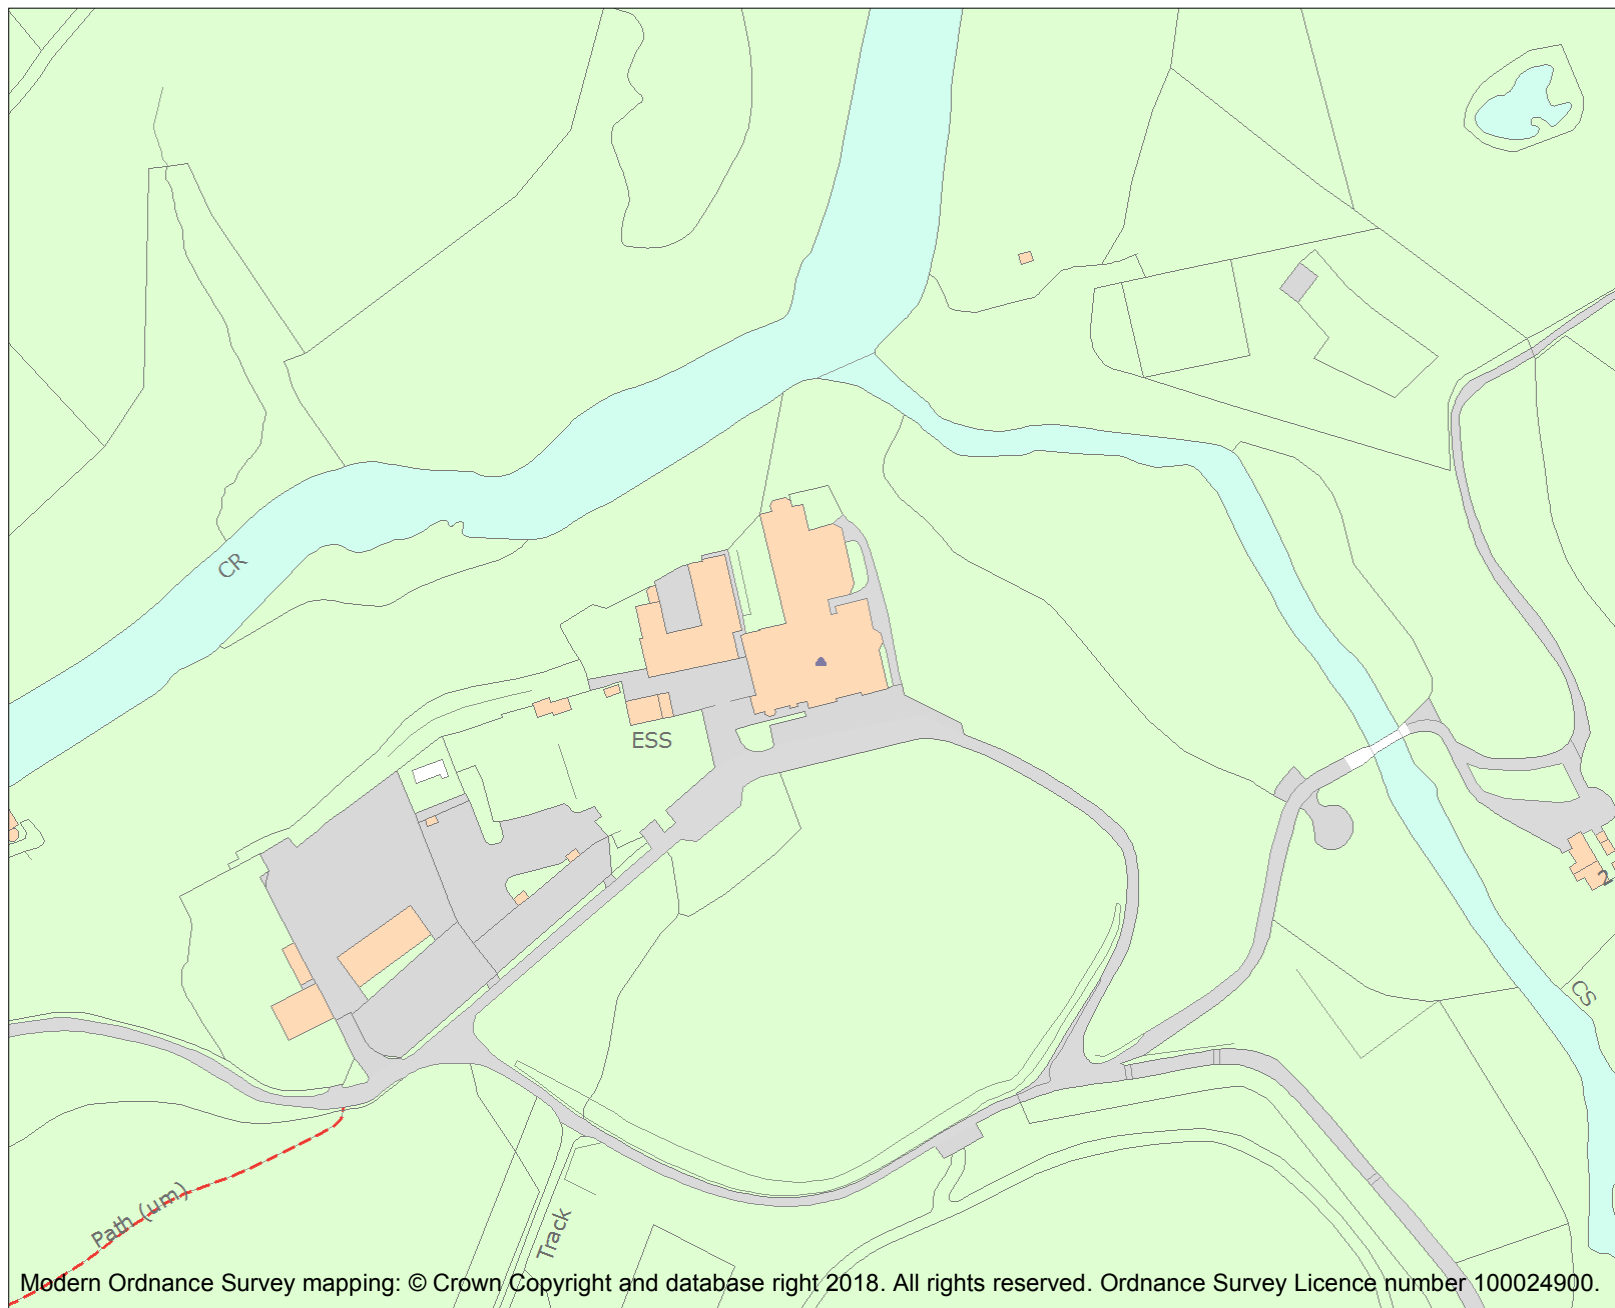 CR
ESS
2
CS
Path (um)
Track
Modern Ordnance Survey mapping: © Crown Copyright and database right 2018. All rights reserved. Ordnance Survey Licence number 100024900.